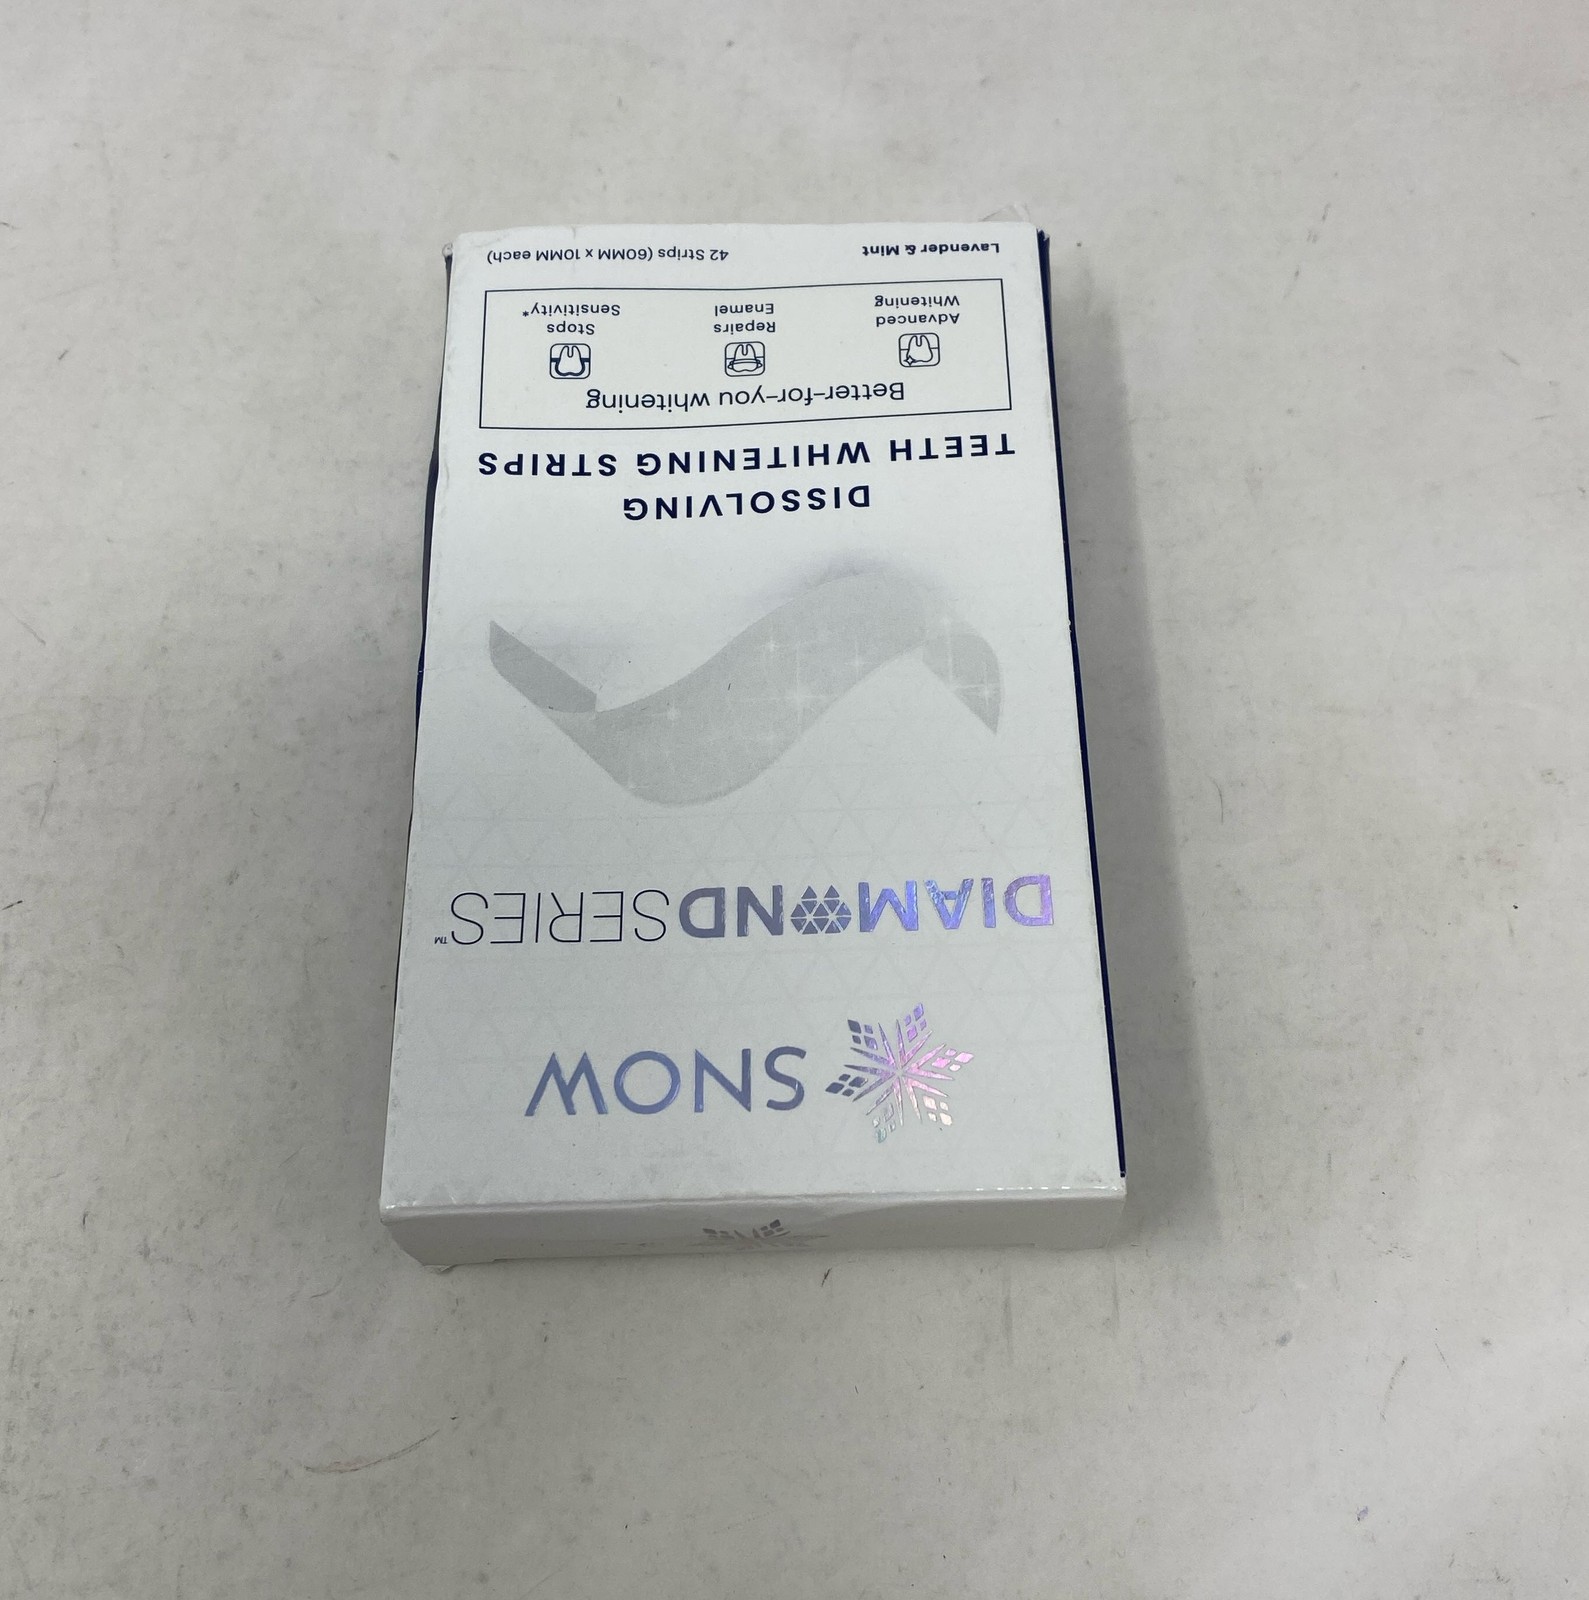 SNOW
DIAMONDSERIES™
DISSOLVING
TEETH WHITENING STRIPS
Better-for-you whitening
Advanced
Whitening
Repairs
Enamel
Stops
Sensitivity*
Lavender & Mint
42 Strips (60MM x 10MM each)